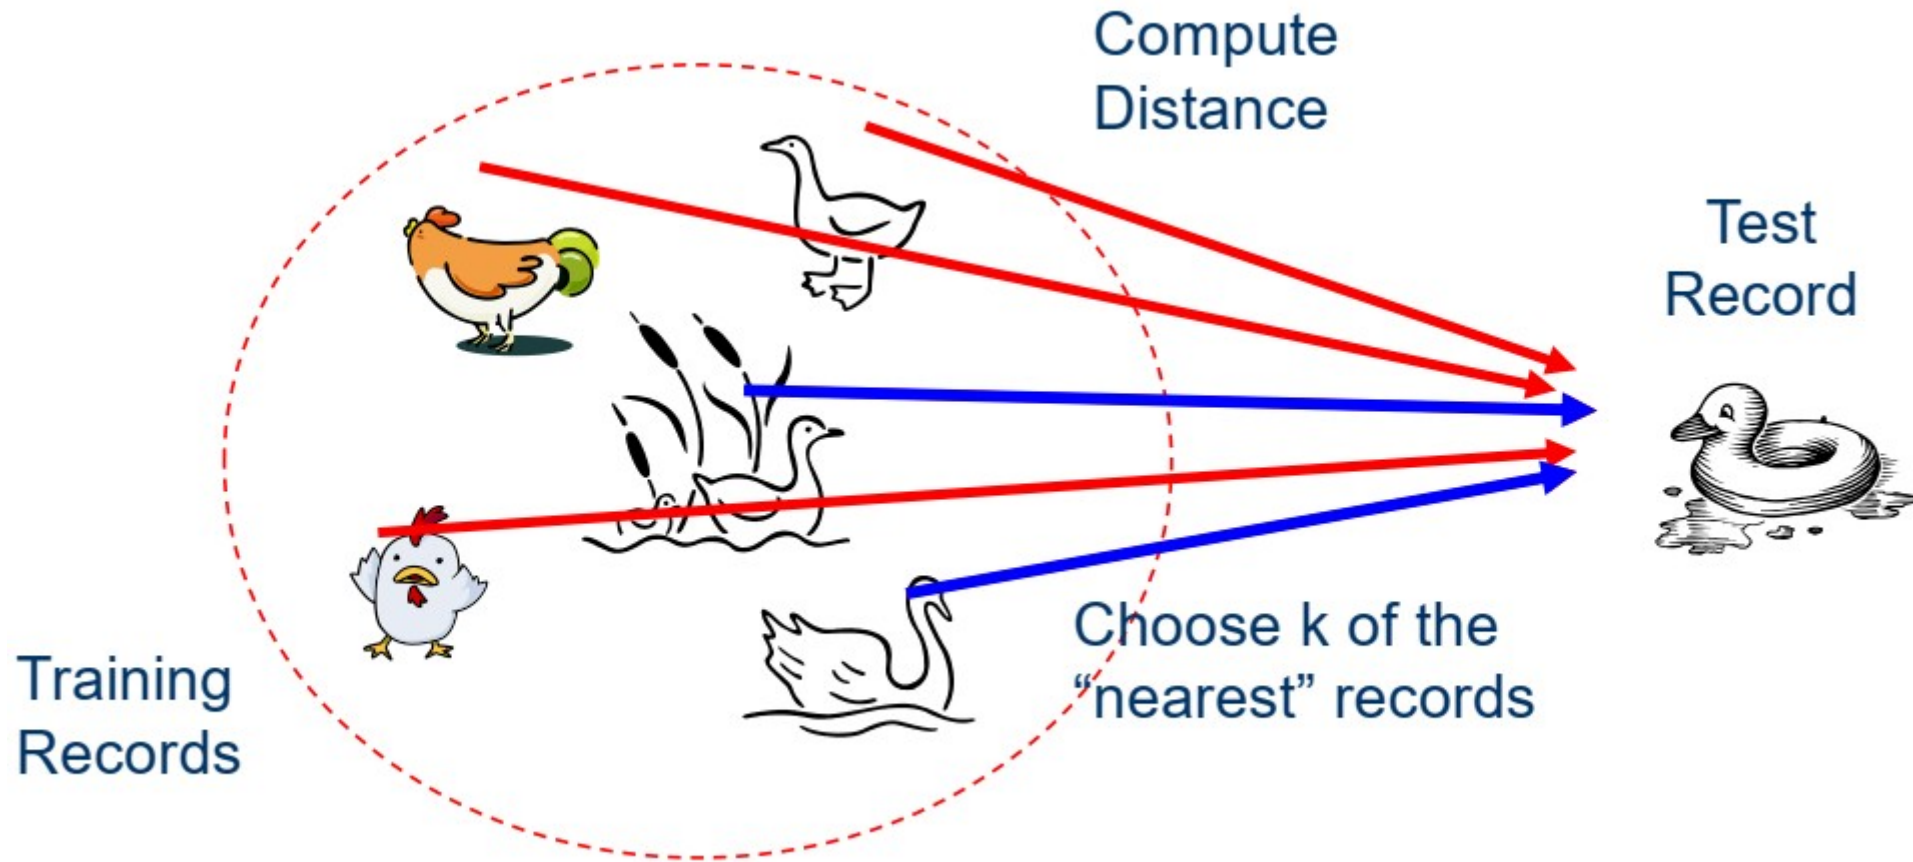 Compute
Distance
Test
Record
Choose k of the
“nearest” records
Training
Records